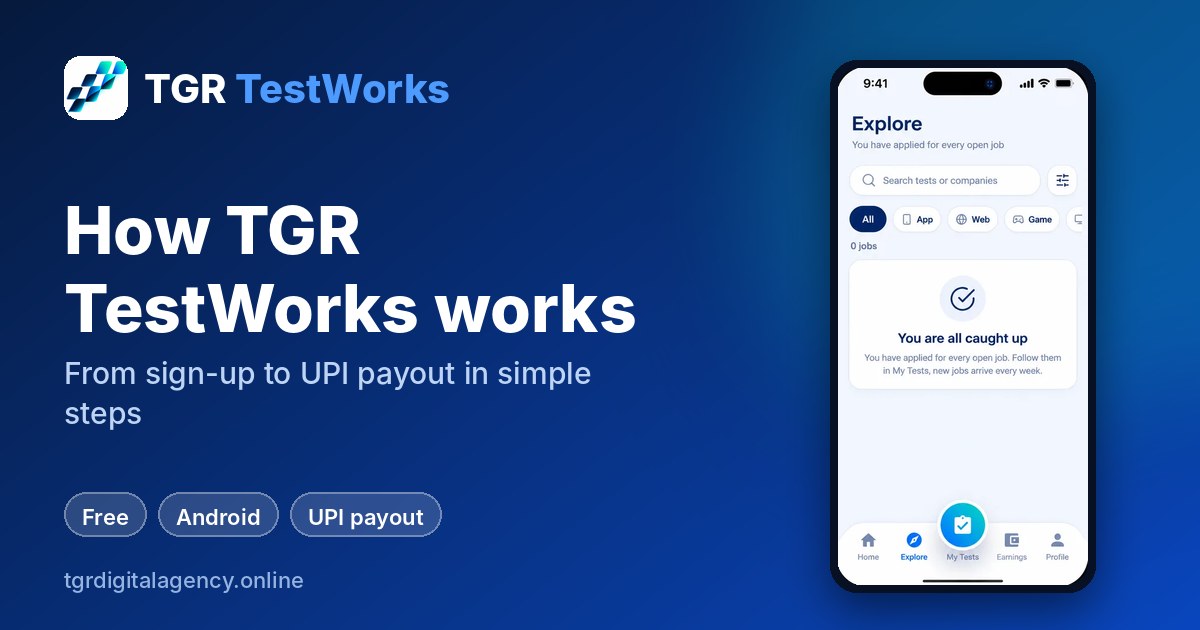 TGR TestWorks
How TGR
TestWorks works
From sign-up to UPI payout in simple
steps
Free
Android
UPI payout
tgrdigitalagency.online
9:41
Explore
You have applied for every open job
Search tests or companies
All
App
Web
Game
0 jobs
You are all caught up
You have applied for every open job. Follow them
in My Tests, new jobs arrive every week.
Home
Explore
My Tests
Earnings
Profile